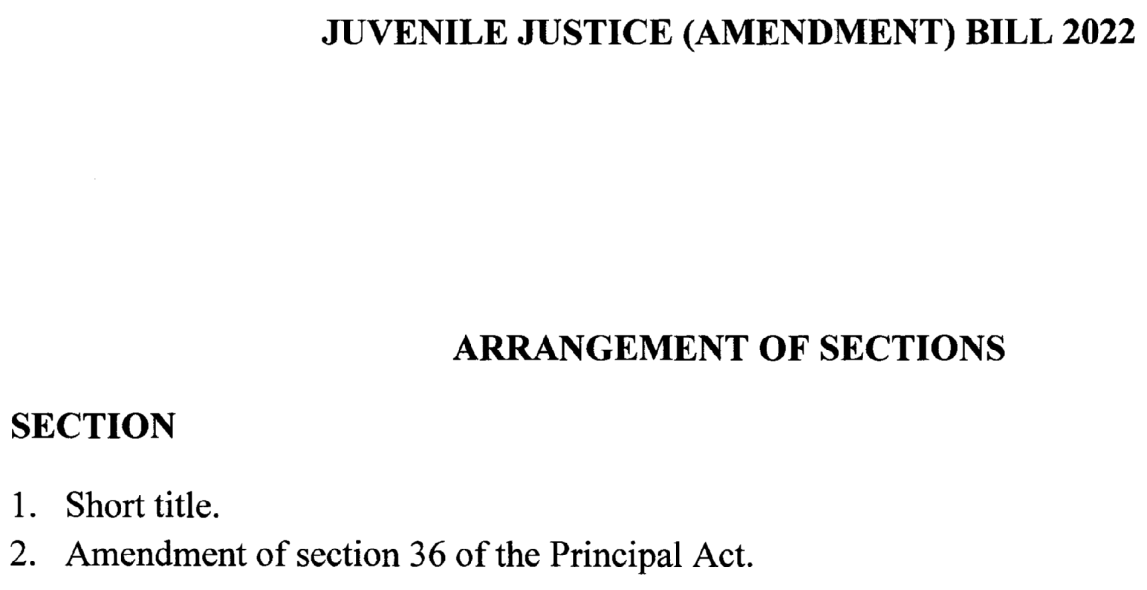 JUVENILE JUSTICE (AMENDMENT) BILL 2022
ARRANGEMENT OF SECTIONS
SECTION
1. Short title.
2. Amendment of section 36 of the Principal Act.